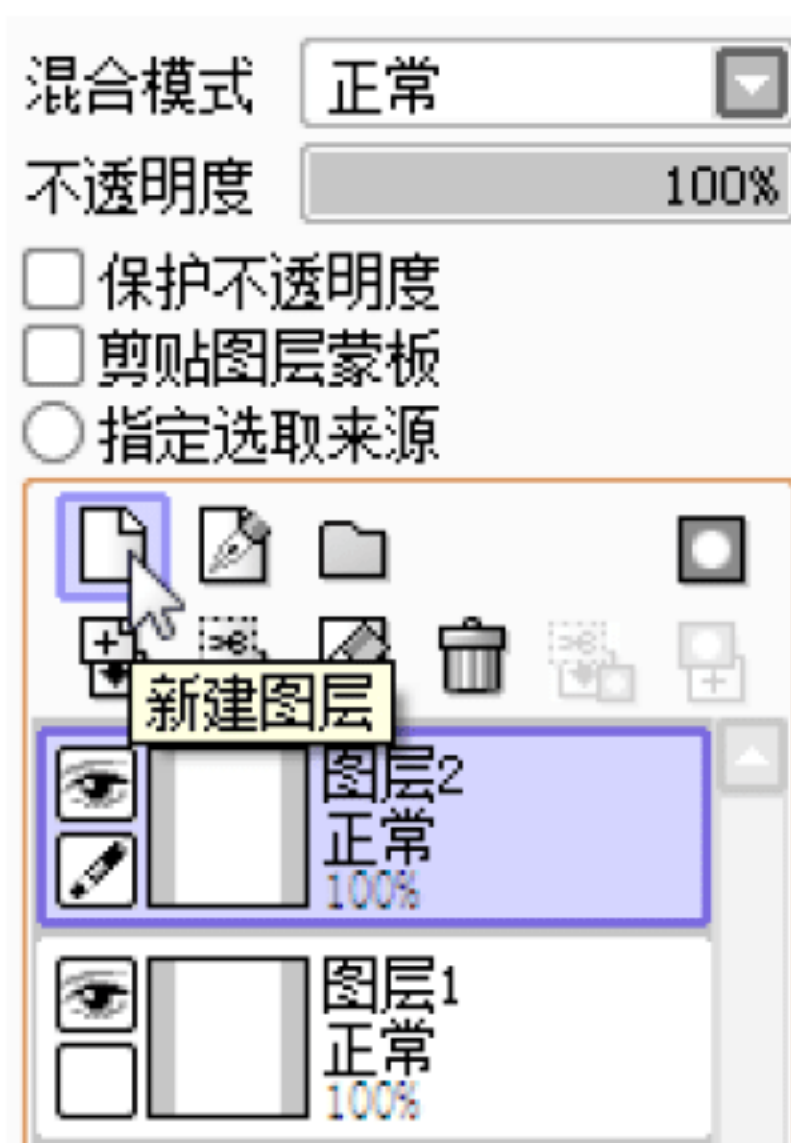 混合模式 正常
不透明度 100%
保护不透明度
剪贴图层蒙板
指定选取来源
新建图层
图层2
正常
100%
图层1
正常
100%